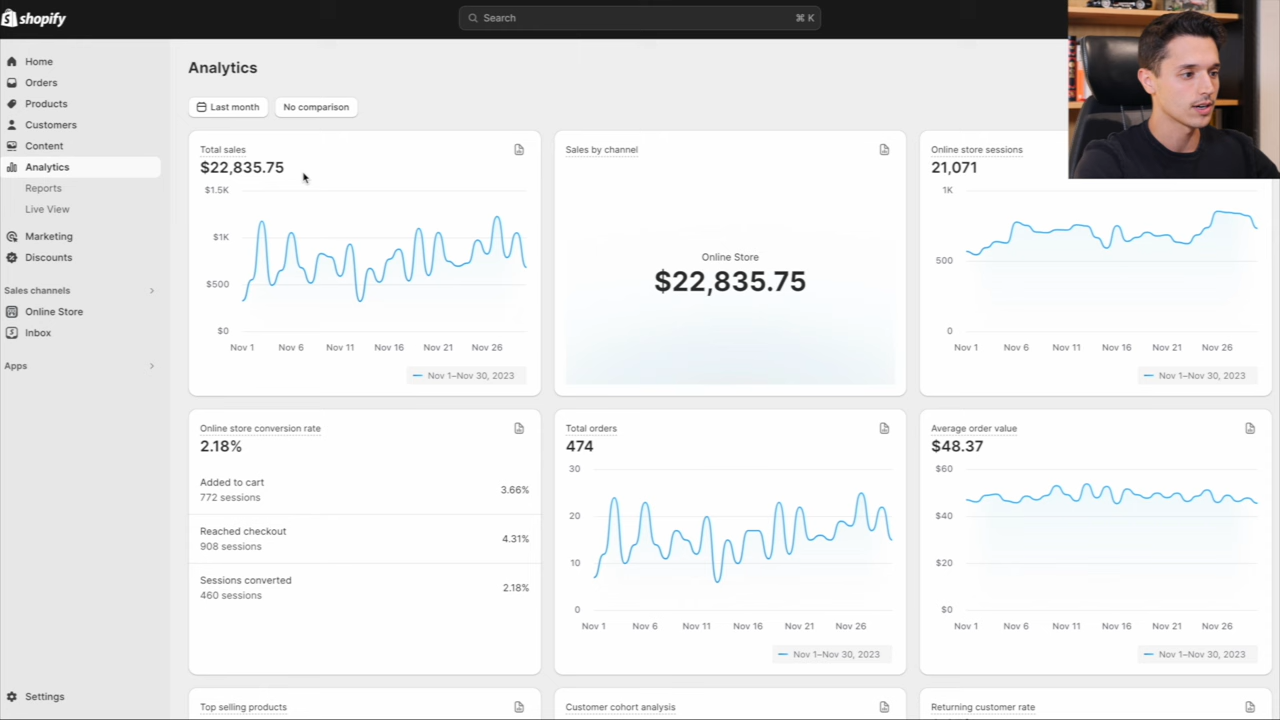 shopify
Search
⌘ K
Home
Orders
Products
Customers
Content
Analytics
Reports
Live View
Marketing
Discounts
Sales channels
Online Store
Inbox
Apps
Settings
Analytics
Last month
No comparison
Total sales
$22,835.75
$1.5K
$1K
$500
$0
Nov 1 Nov 6 Nov 11 Nov 16 Nov 21 Nov 26
Nov 1–Nov 30, 2023
Sales by channel
Online Store
$22,835.75
Online store sessions
21,071
1K
500
0
Nov 1 Nov 6 Nov 11 Nov 16 Nov 21 Nov 26
Nov 1–Nov 30, 2023
Online store conversion rate
2.18%
Added to cart
772 sessions
3.66%
Reached checkout
908 sessions
4.31%
Sessions converted
460 sessions
2.18%
Total orders
474
30
20
10
0
Nov 1 Nov 6 Nov 11 Nov 16 Nov 21 Nov 26
Nov 1–Nov 30, 2023
Average order value
$48.37
$60
$40
$20
$0
Nov 1 Nov 6 Nov 11 Nov 16 Nov 21 Nov 26
Nov 1–Nov 30, 2023
Top selling products
Customer cohort analysis
Returning customer rate